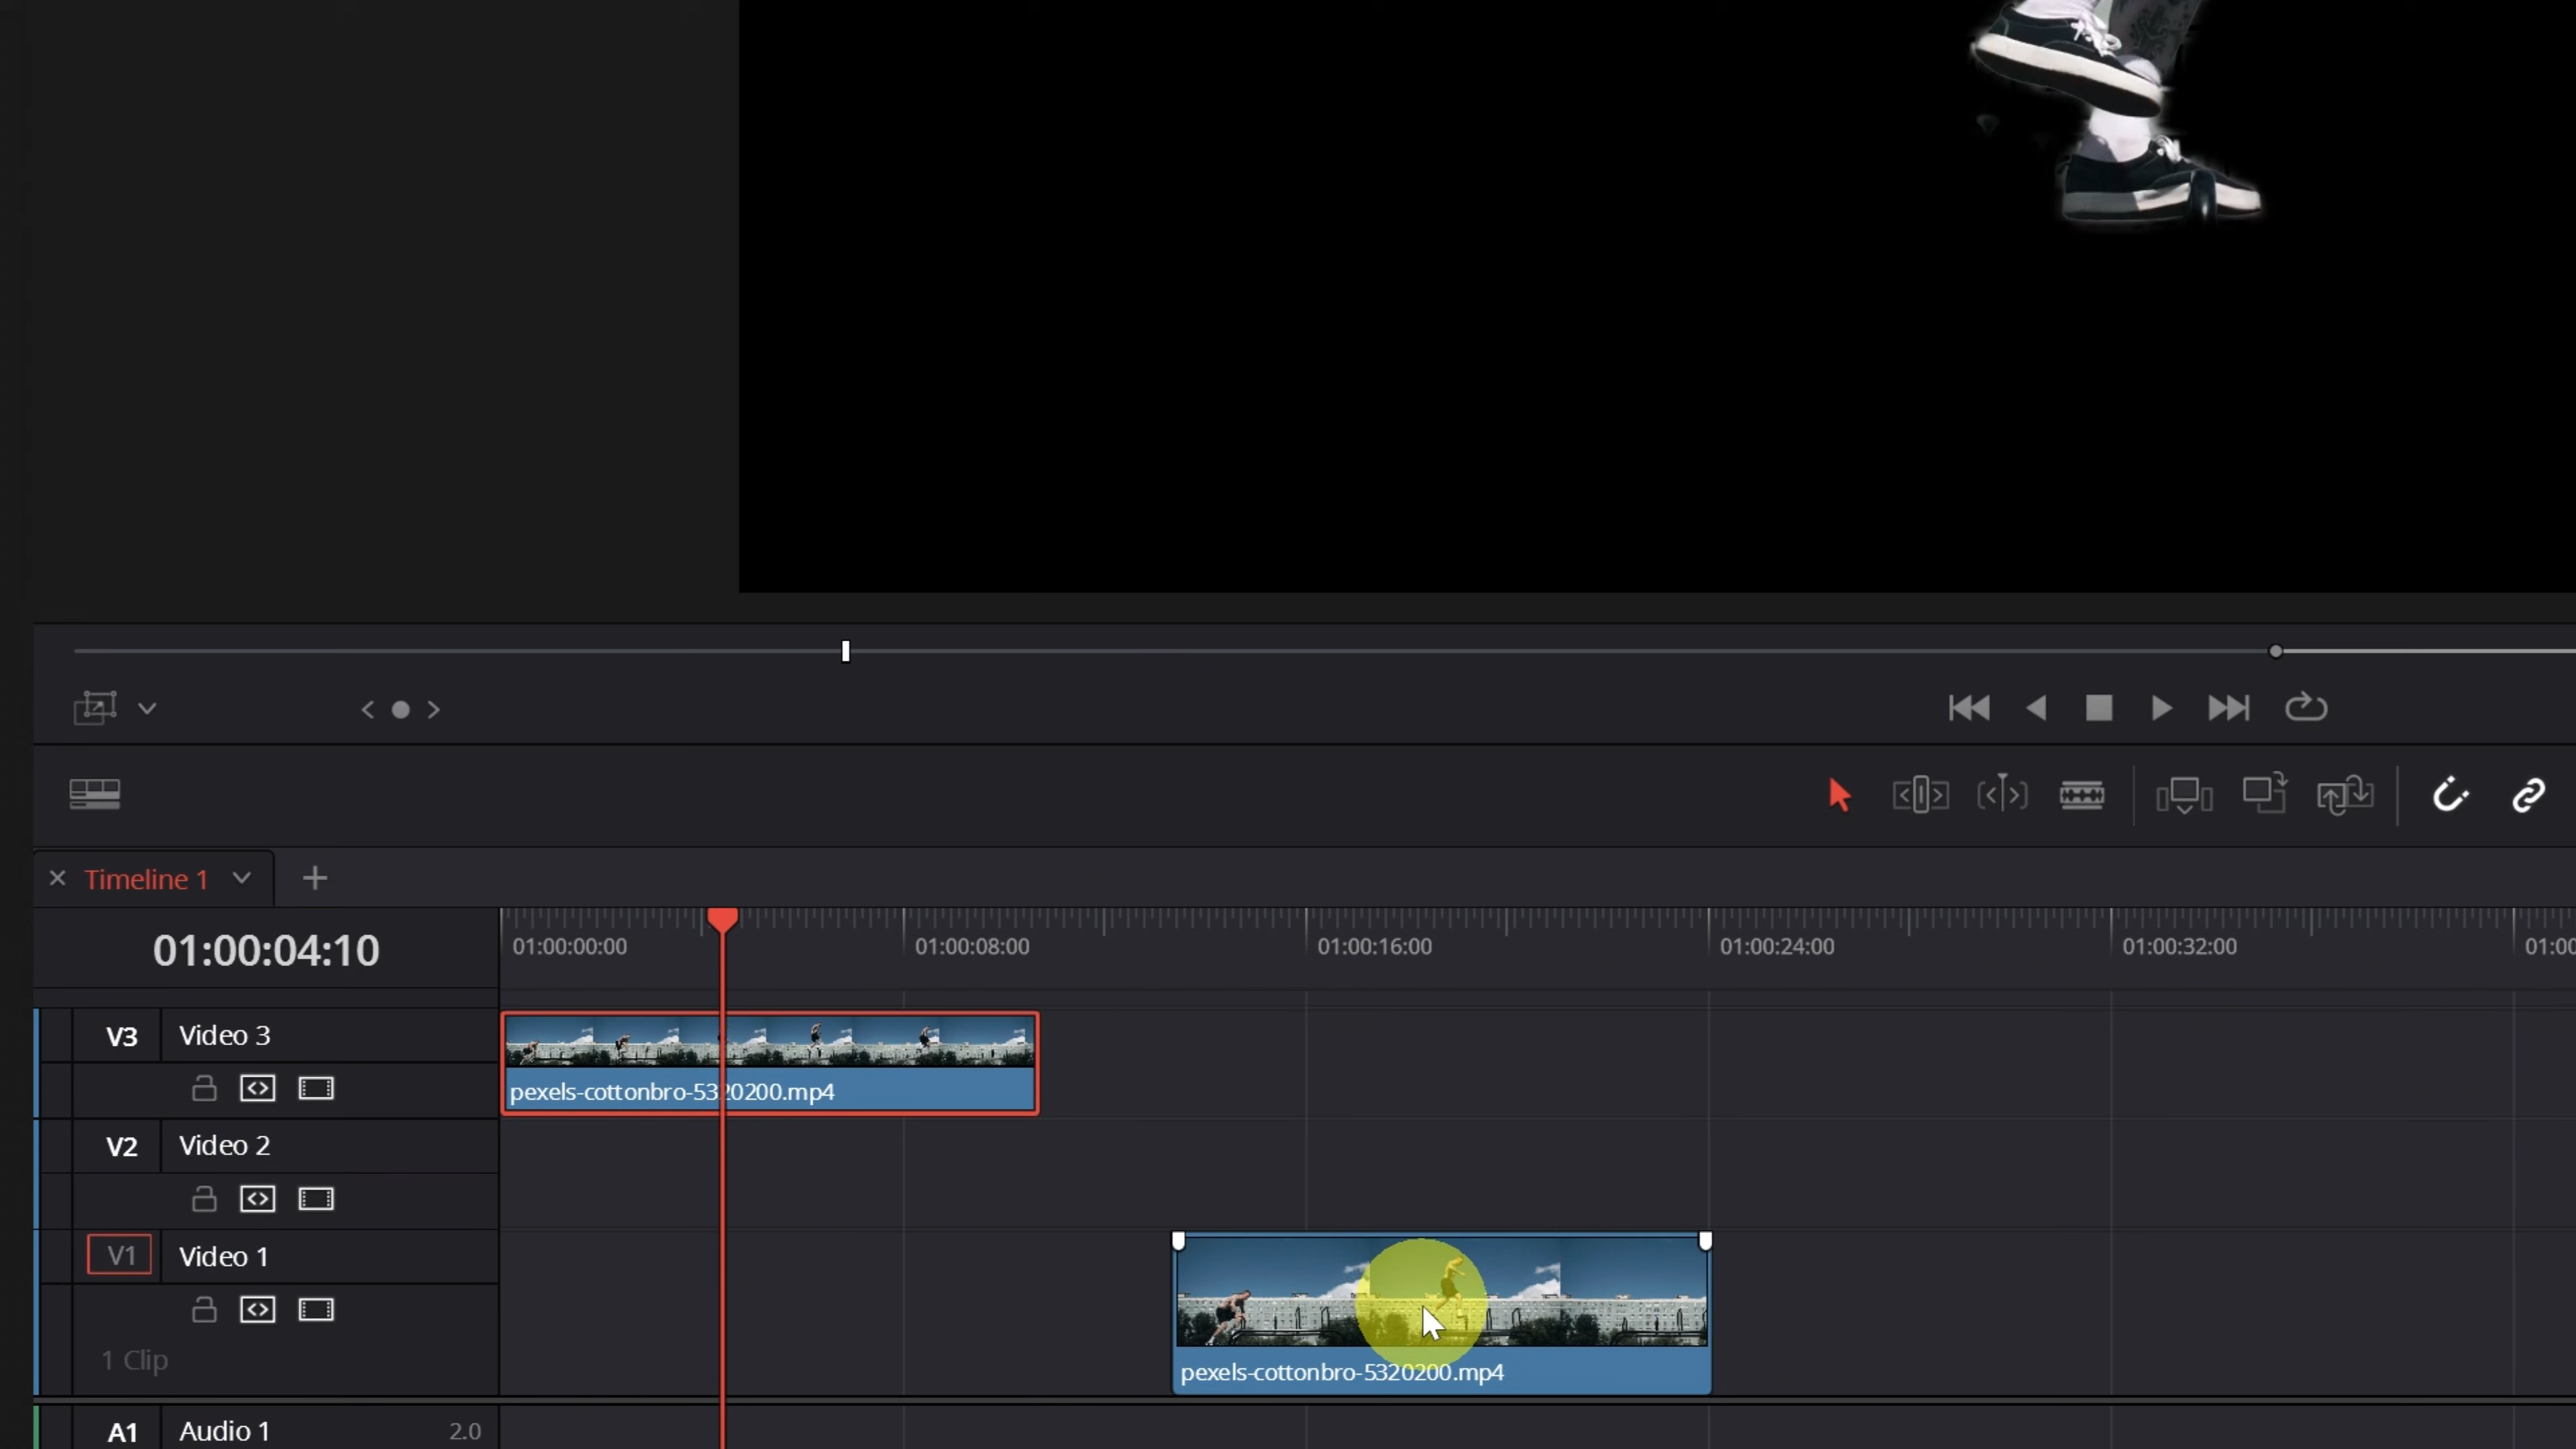 Timeline 1
01:00:04:10
01:00:00:00
01:00:08:00
01:00:16:00
01:00:24:00
01:00:32:00
01:00
V3 Video 3
pexels-cottonbro-5320200.mp4
V2 Video 2
V1 Video 1
1 Clip
pexels-cottonbro-5320200.mp4
A1 Audio 1 2.0